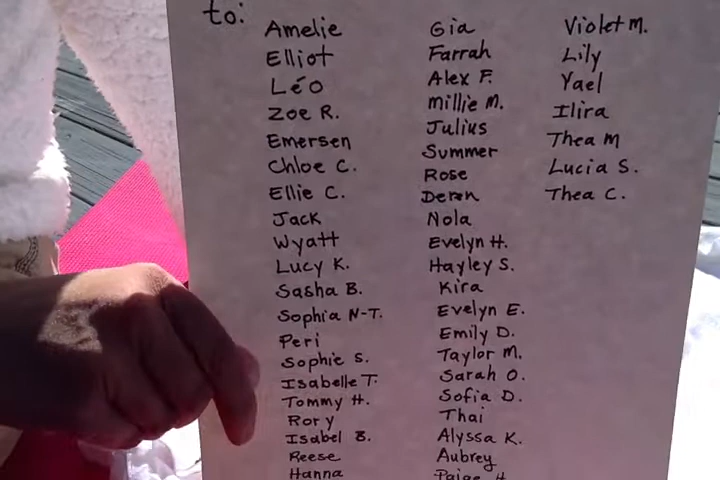 to:
Amelie
Elliot
Léo
Zoe R.
Emersen
Chloe C.
Ellie C.
Jack
Wyatt
Lucy K.
Sasha B.
Sophia N-T.
Peri
Sophie S.
Isabelle T.
Tommy H.
Rory
Isabel B.
Reese
Hanna
Gia
Farrah
Alex F.
Millie M.
Julius
Summer
Rose
Deren
Nola
Evelyn H.
Hayley S.
Kira
Evelyn E.
Emily D.
Taylor M.
Sarah O.
Sofia D.
Thai
Alyssa K.
Aubrey
Paige H
Violet M.
Lily
Yael
Ilira
Thea M
Lucia S.
Thea C.